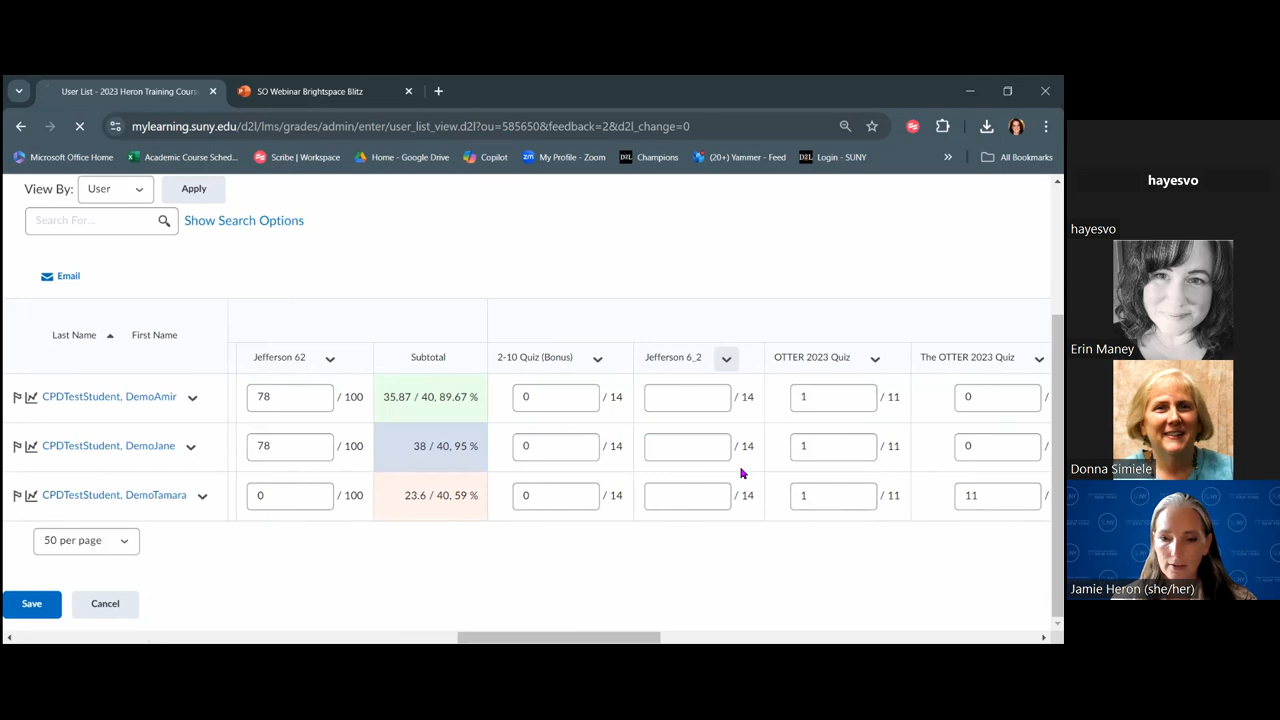 User List - 2023 Heron Training Cours
SO Webinar Brightspace Blitz
mylearning.suny.edu/d2l/lms/grades/admin/enter/user_list_view.d2l?ou=585650&feedback=2&d2l_change=0
Microsoft Office Home
Academic Course Sched...
Scribe | Workspace
Home - Google Drive
Copilot
My Profile - Zoom
D2L Champions
(20+) Yammer - Feed
D2L Login - SUNY
» All Bookmarks
View By: User Apply
Search For... Show Search Options
Email
Last Name First Name
Jefferson 62 Subtotal 2-10 Quiz (Bonus) Jefferson 6_2 OTTER 2023 Quiz The OTTER 2023 Quiz
CPDTestStudent, DemoAmir 78 / 100 35.87 / 40, 89.67 % 0 / 14 / 14 1 / 11 0 /
CPDTestStudent, DemoJane 78 / 100 38 / 40, 95 % 0 / 14 / 14 1 / 11 0 /
CPDTestStudent, DemoTamara 0 / 100 23.6 / 40, 59 % 0 / 14 / 14 1 / 11 11 /
50 per page
Save Cancel
hayesvo
hayesvo
Erin Maney
Donna Simiele
Jamie Heron (she/her)